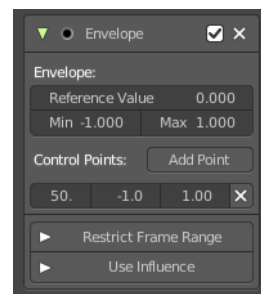 Envelope
Envelope:
Reference Value 0.000
Min -1.000 Max 1.000
Control Points: Add Point
50. -1.0 1.00
Restrict Frame Range
Use Influence